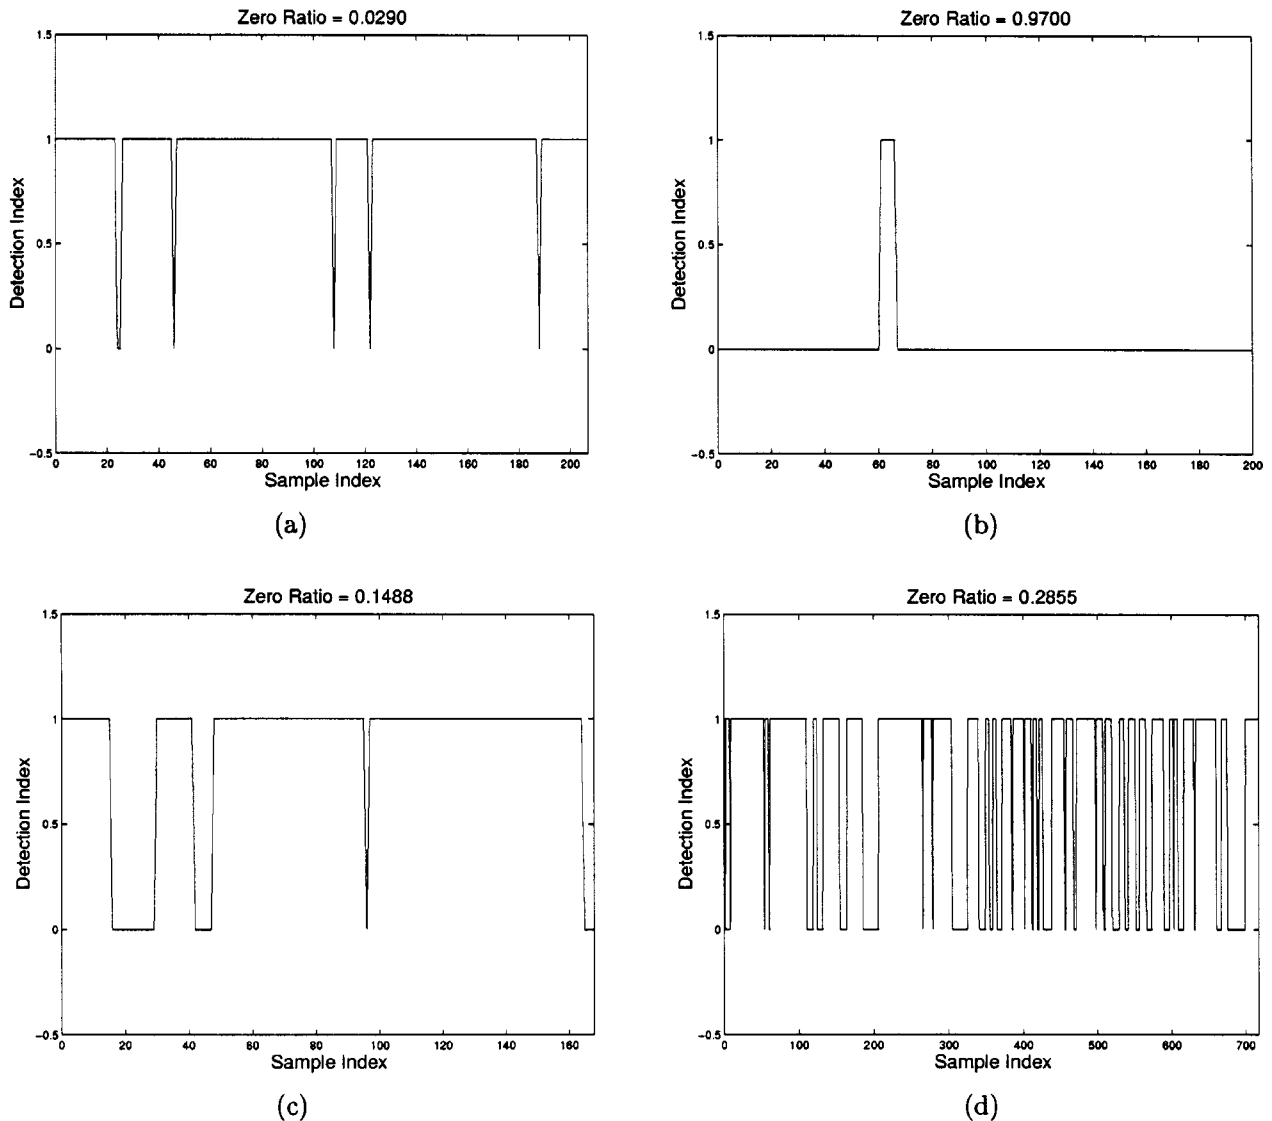 Zero Ratio = 0.0290
1.5
1
0.5
0
−0.5
Detection Index
0 20 40 60 80 100 120 140 160 180 200
Sample Index
(a)
Zero Ratio = 0.9700
1.5
1
0.5
0
−0.5
Detection Index
0 20 40 60 80 100 120 140 160 180 200
Sample Index
(b)
Zero Ratio = 0.1488
1.5
1
0.5
0
−0.5
Detection Index
0 20 40 60 80 100 120 140 160
Sample Index
(c)
Zero Ratio = 0.2855
1.5
1
0.5
0
−0.5
Detection Index
0 100 200 300 400 500 600 700
Sample Index
(d)